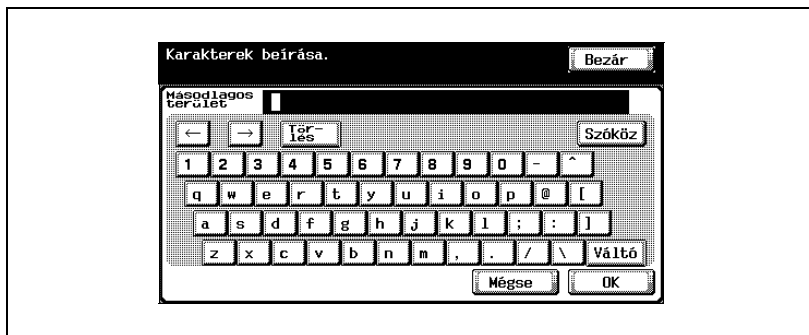 Karakterek beírása.
Bezár
Másodlagos
terület
← → Tör-
lés
Szóköz
1 2 3 4 5 6 7 8 9 0 - ^
q w e r t y u i o p @ [
a s d f g h j k l ; : ]
z x c v b n m , . / \ Váltó
Mégse OK